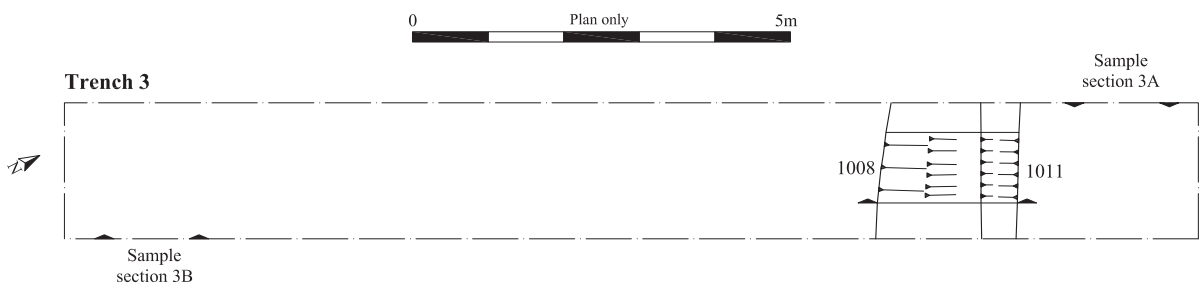 0 Plan only 5m
Trench 3
Sample
section 3A
N
1008
1011
Sample
section 3B